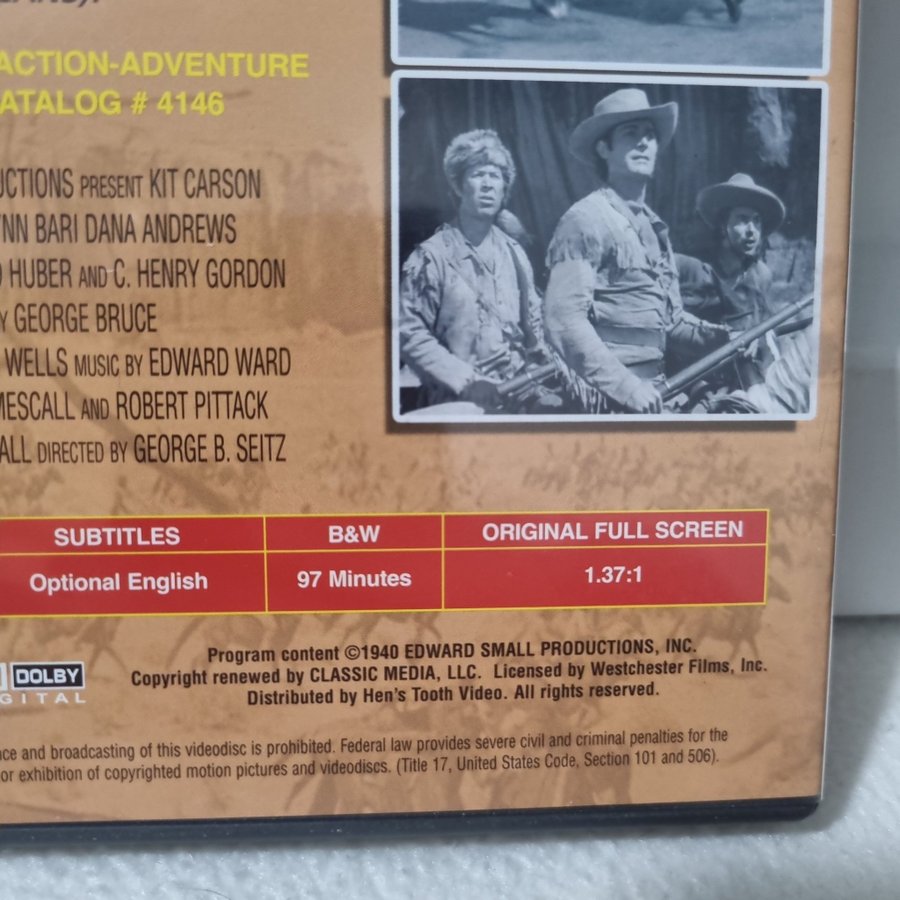 ACTION-ADVENTURE
CATALOG # 4146
UCTIONS PRESENT KIT CARSON
YNN BARI DANA ANDREWS
HUBER AND C. HENRY GORDON
Y GEORGE BRUCE
WELLS MUSIC BY EDWARD WARD
MESCALL AND ROBERT PITTACK
ALL DIRECTED BY GEORGE B. SEITZ
SUBTITLES B&W ORIGINAL FULL SCREEN
Optional English 97 Minutes 1.37:1
DOLBY
DIGITAL
Program content ©1940 EDWARD SMALL PRODUCTIONS, INC.
Copyright renewed by CLASSIC MEDIA, LLC. Licensed by Westchester Films, Inc.
Distributed by Hen's Tooth Video. All rights reserved.
nce and broadcasting of this videodisc is prohibited. Federal law provides severe civil and criminal penalties for the
or exhibition of copyrighted motion pictures and videodiscs. (Title 17, United States Code, Section 101 and 506).